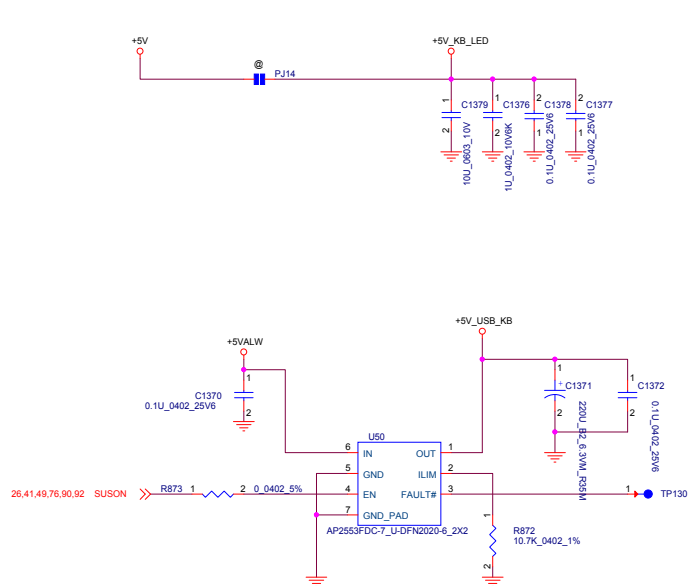 +5V
+5V_KB_LED
@
PJ14
1
1
2
2
C1379
C1376
C1378
C1377
2
2
1
1
10U_0603_10V
1U_0402_10V6K
0.1U_0402_25V6
0.1U_0402_25V6
+5V_USB_KB
+5VALW
1
C1370
0.1U_0402_25V6
2
1
+
C1371
2
220U_B2_6.3VM_R35M
1
C1372
2
0.1U_0402_25V6
U50
6
IN
OUT
1
5
GND
ILIM
2
26,41,49,76,90,92
SUSON
R873
1
2
0_0402_5%
4
EN
FAULT#
3
1
TP130
7
GND_PAD
AP2553FDC-7_U-DFN2020-6_2X2
1
R872
10.7K_0402_1%
2